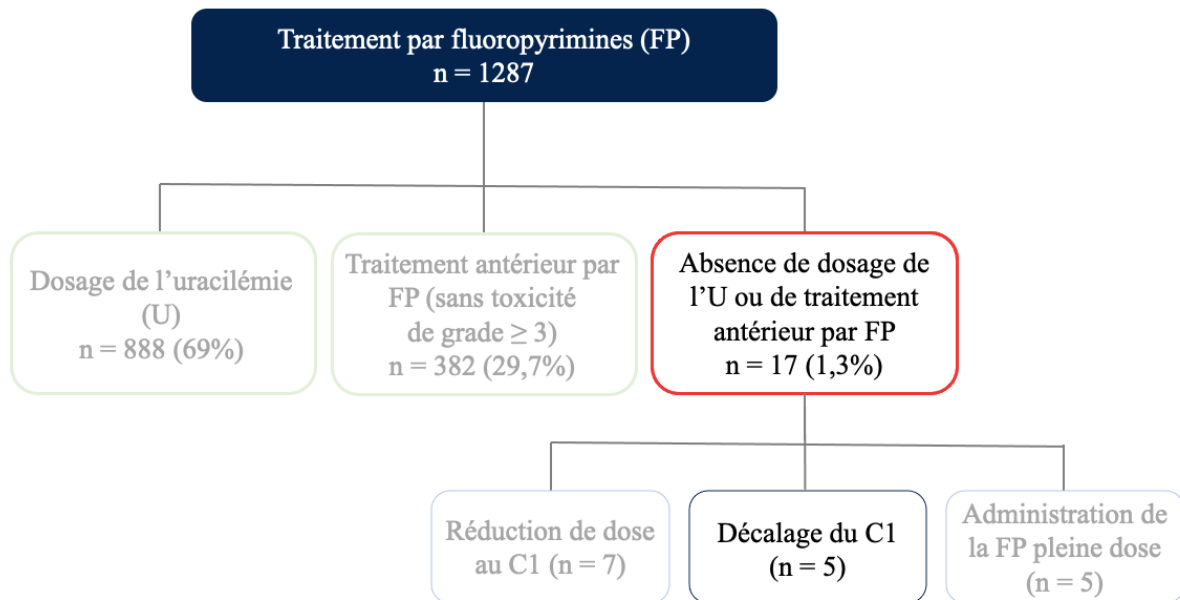 Traitement par fluoropyrimines (FP)
n = 1287
Dosage de l’uracilémie
(U)
n = 888 (69%)
Traitement antérieur par
FP (sans toxicité
de grade ≥ 3)
n = 382 (29,7%)
Absence de dosage de
l’U ou de traitement
antérieur par FP
n = 17 (1,3%)
Réduction de dose
au C1 (n = 7)
Décalage du C1
(n = 5)
Administration de
la FP pleine dose
(n = 5)